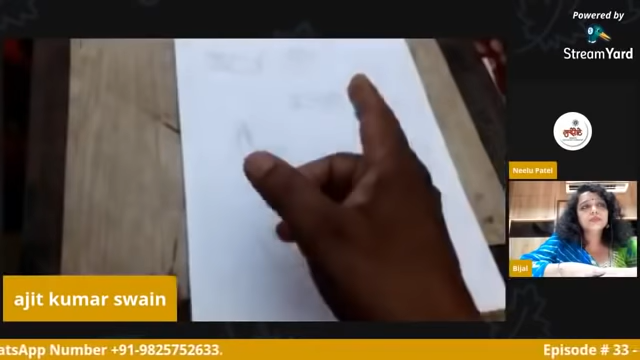 Powered by
StreamYard
Neelu Patel
Bijal
ajit kumar swain
atsApp Number +91-9825752633.
Episode # 33 -